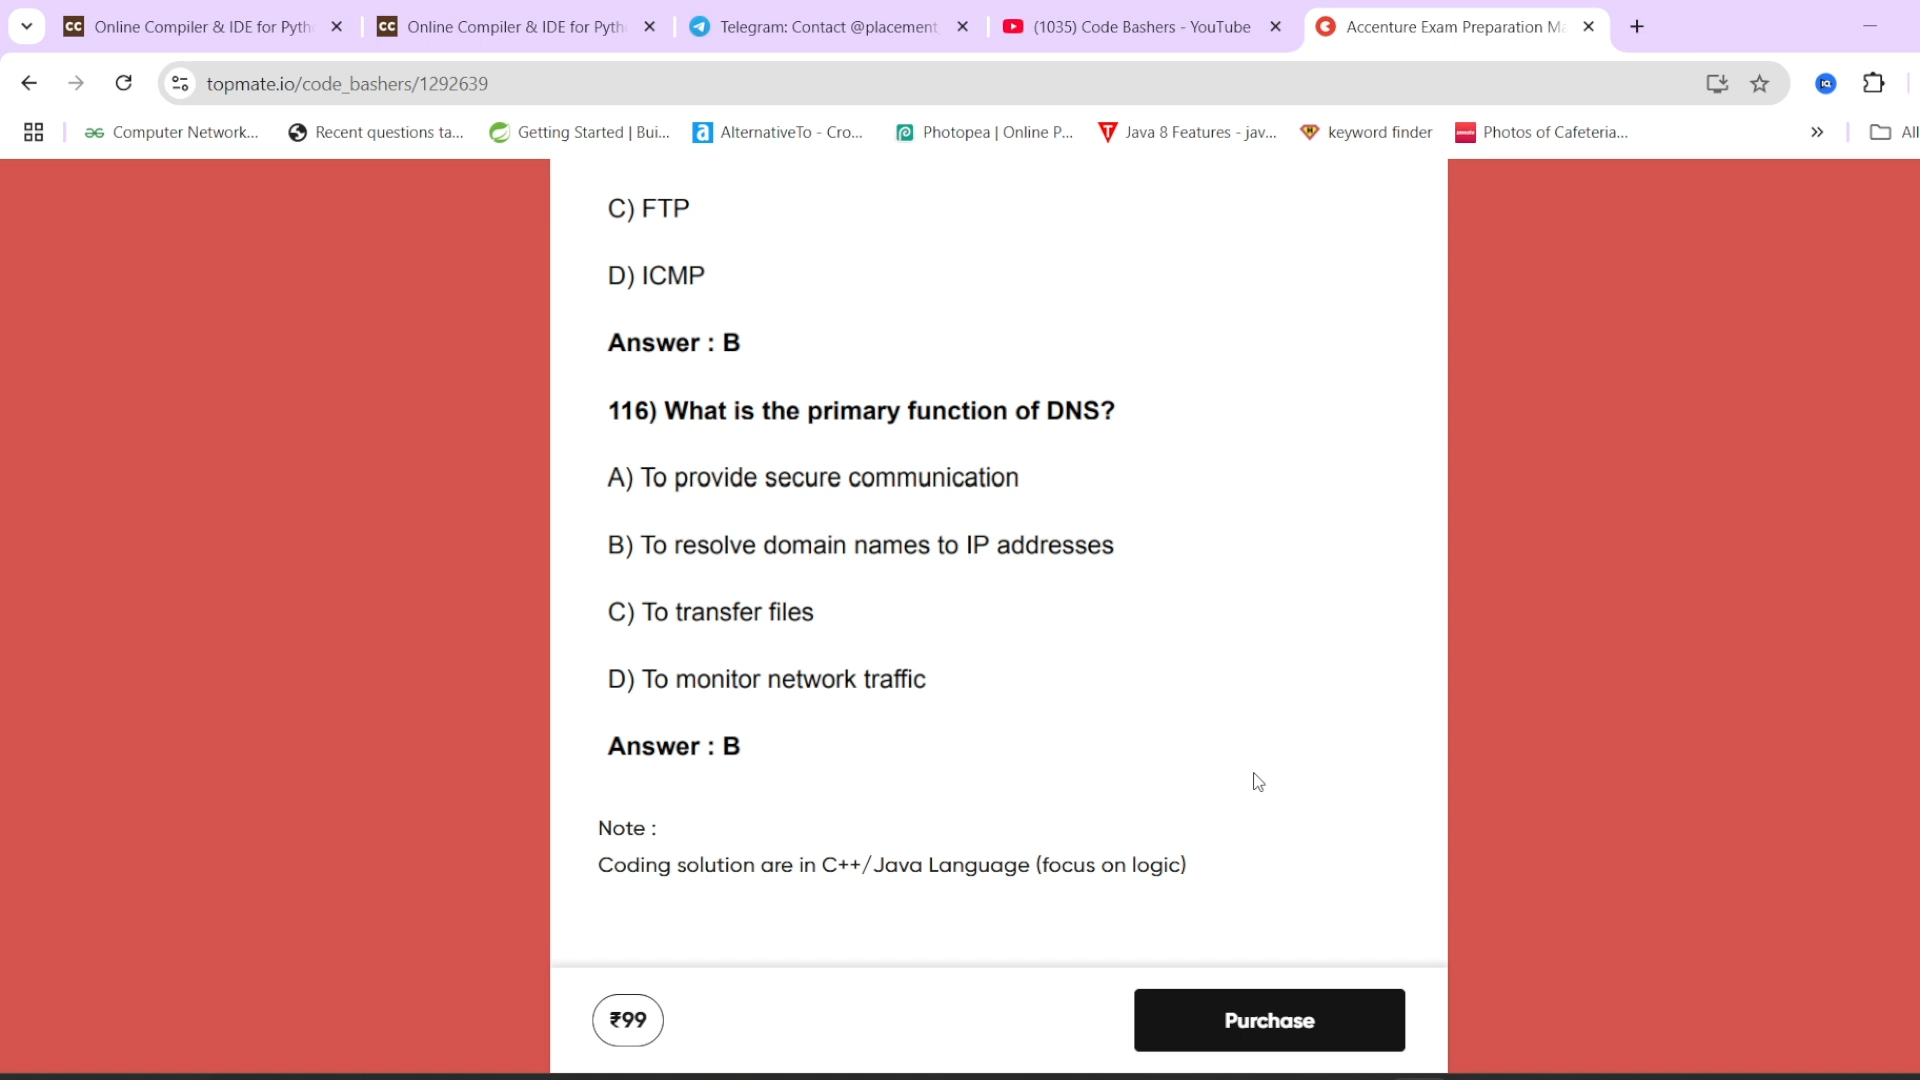 CC Online Compiler & IDE for Pyth
CC Online Compiler & IDE for Pyth
Telegram: Contact @placement_
(1035) Code Bashers - YouTube
Accenture Exam Preparation Ma
topmate.io/code_bashers/1292639
Computer Network...
Recent questions ta...
Getting Started | Bui...
AlternativeTo - Cro...
Photopea | Online P...
Java 8 Features - jav...
keyword finder
Photos of Cafeteria...
All
C) FTP
D) ICMP
Answer : B
116) What is the primary function of DNS?
A) To provide secure communication
B) To resolve domain names to IP addresses
C) To transfer files
D) To monitor network traffic
Answer : B
Note :
Coding solution are in C++/Java Language (focus on logic)
₹99
Purchase